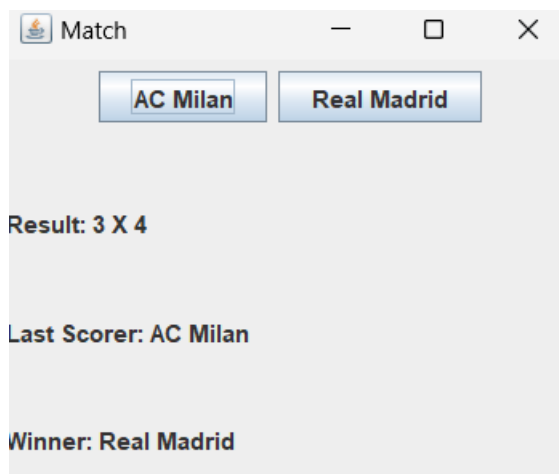 Match
AC Milan Real Madrid
Result: 3 X 4
Last Scorer: AC Milan
Winner: Real Madrid